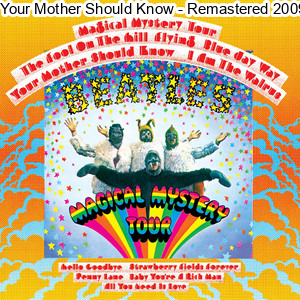 Your Mother Should Know - Remastered 2009
Magical Mystery Tour
The Fool On The Hill Flying Blue Jay Way
Your Mother Should Know I Am The Walrus
BEATLES
MAGICAL MYSTERY
TOUR
Hello Goodbye Strawberry Fields Forever
Penny Lane Baby You're A Rich Man
All You Need Is Love